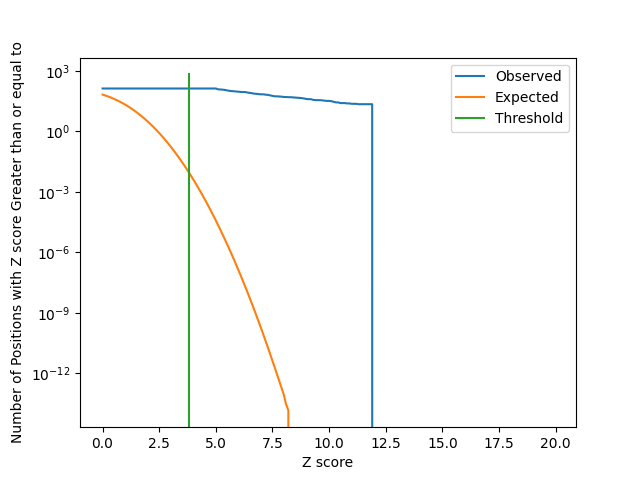 Number of Positions with Z score Greater than or equal to
10³
10⁰
10⁻³
10⁻⁶
10⁻⁹
10⁻¹²
Observed
Expected
Threshold
0.0 2.5 5.0 7.5 10.0 12.5 15.0 17.5 20.0
Z score